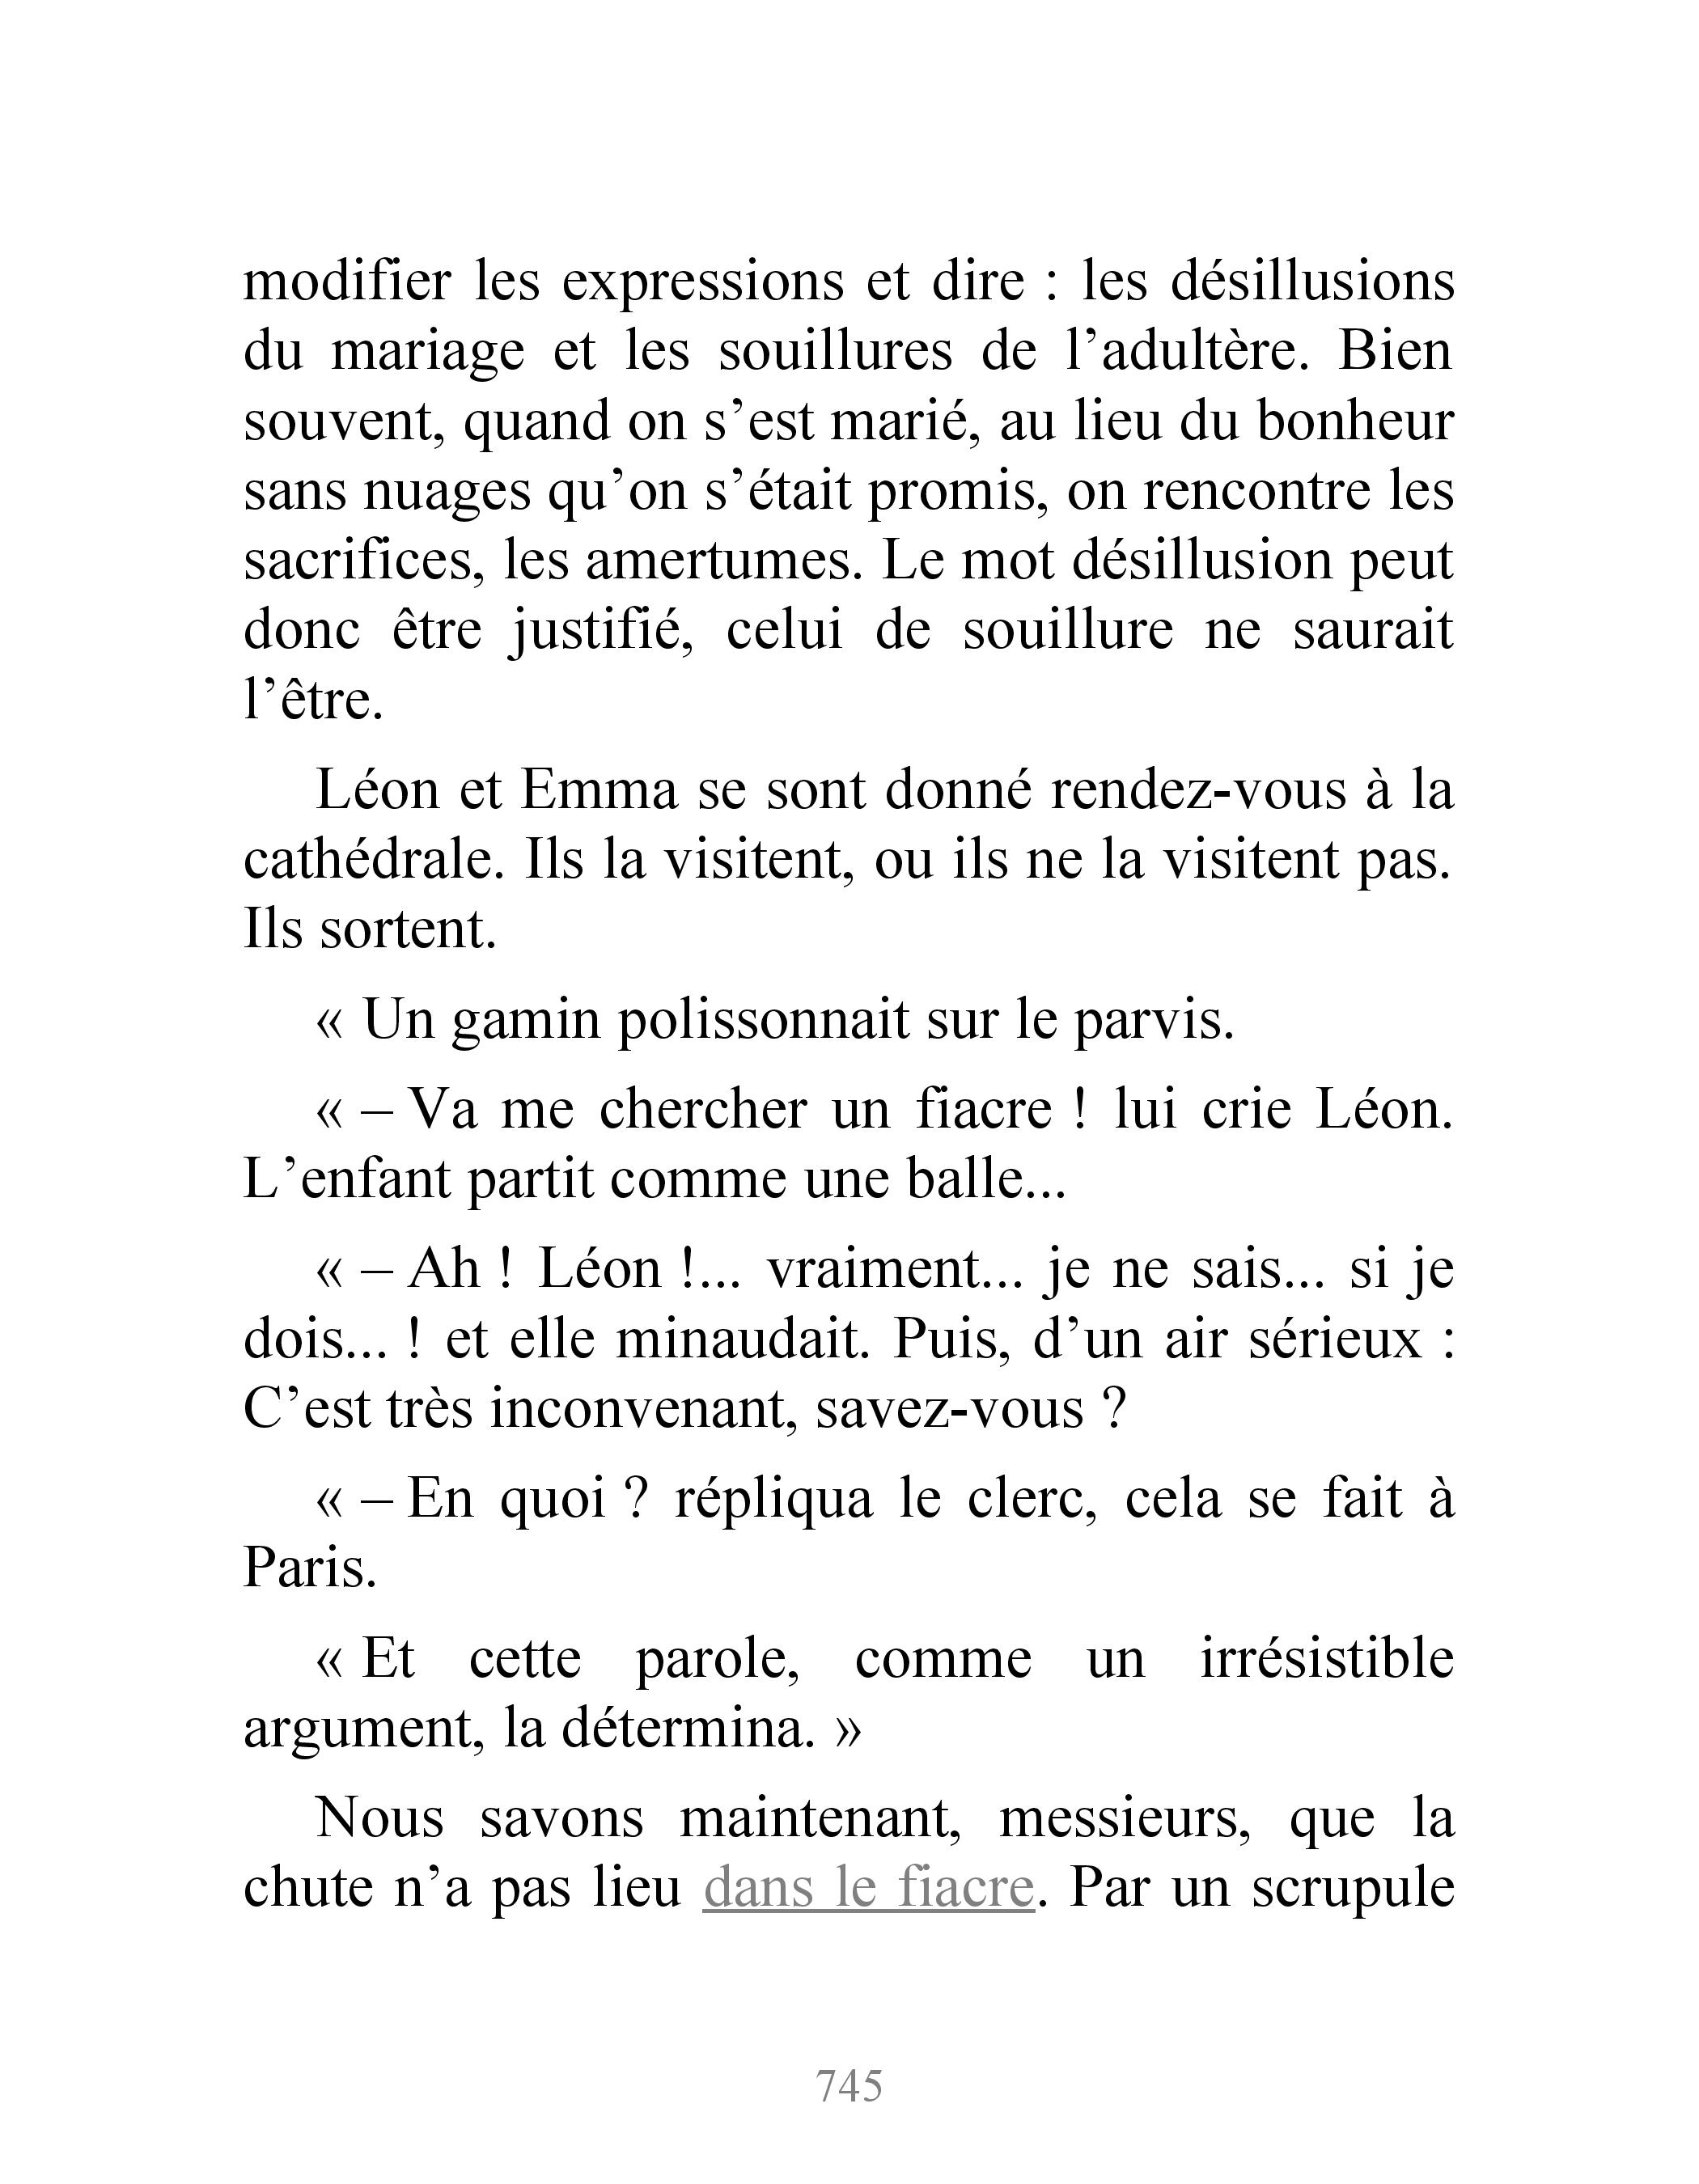 modifier les expressions et dire : les désillusions
du mariage et les souillures de l’adultère. Bien
souvent, quand on s’est marié, au lieu du bonheur
sans nuages qu’on s’était promis, on rencontre les
sacrifices, les amertumes. Le mot désillusion peut
donc être justifié, celui de souillure ne saurait
l’être.
Léon et Emma se sont donné rendez-vous à la
cathédrale. Ils la visitent, ou ils ne la visitent pas.
Ils sortent.
« Un gamin polissonnait sur le parvis.
« – Va me chercher un fiacre ! lui crie Léon.
L’enfant partit comme une balle...
« – Ah ! Léon !... vraiment... je ne sais... si je
dois... ! et elle minaudait. Puis, d’un air sérieux :
C’est très inconvenant, savez-vous ?
« – En quoi ? répliqua le clerc, cela se fait à
Paris.
« Et cette parole, comme un irrésistible
argument, la détermina. »
Nous savons maintenant, messieurs, que la
chute n’a pas lieu dans le fiacre. Par un scrupule
745